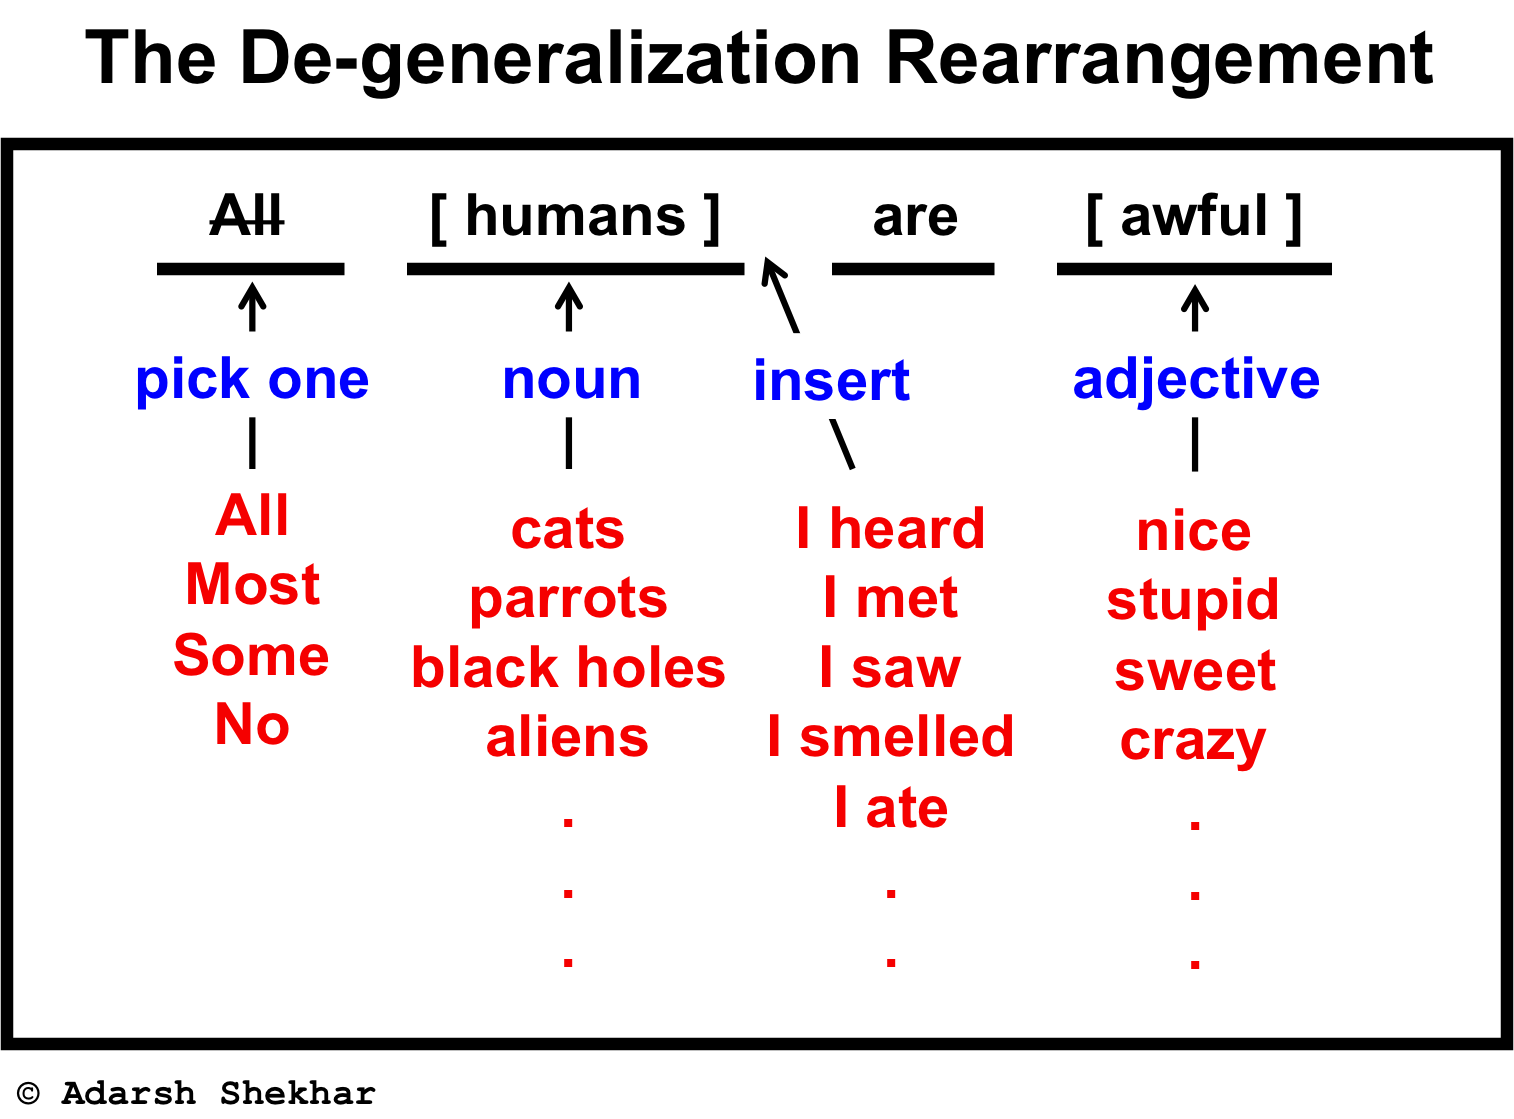 The De-generalization Rearrangement
All [ humans ] are [ awful ]
pick one noun insert adjective
All cats I heard nice
Most parrots I met stupid
Some black holes I saw sweet
No aliens I smelled crazy
. I ate .
. . .
. . .
© Adarsh Shekhar